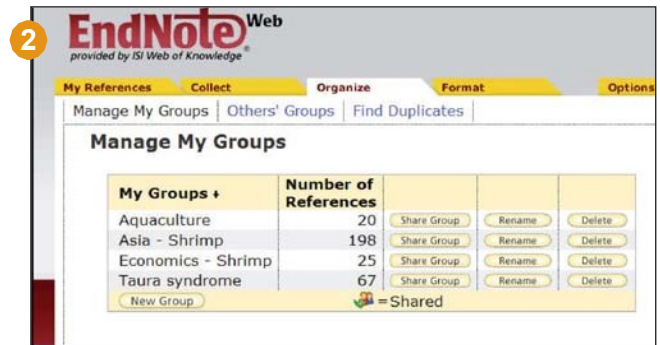 2
EndNote Web
provided by ISI Web of Knowledge
My References Collect Organize Format Options
Manage My Groups Others' Groups Find Duplicates
Manage My Groups
My Groups Number of References
Aquaculture 20 Share Group Rename Delete
Asia - Shrimp 198 Share Group Rename Delete
Economics - Shrimp 25 Share Group Rename Delete
Taura syndrome 67 Share Group Rename Delete
New Group =Shared